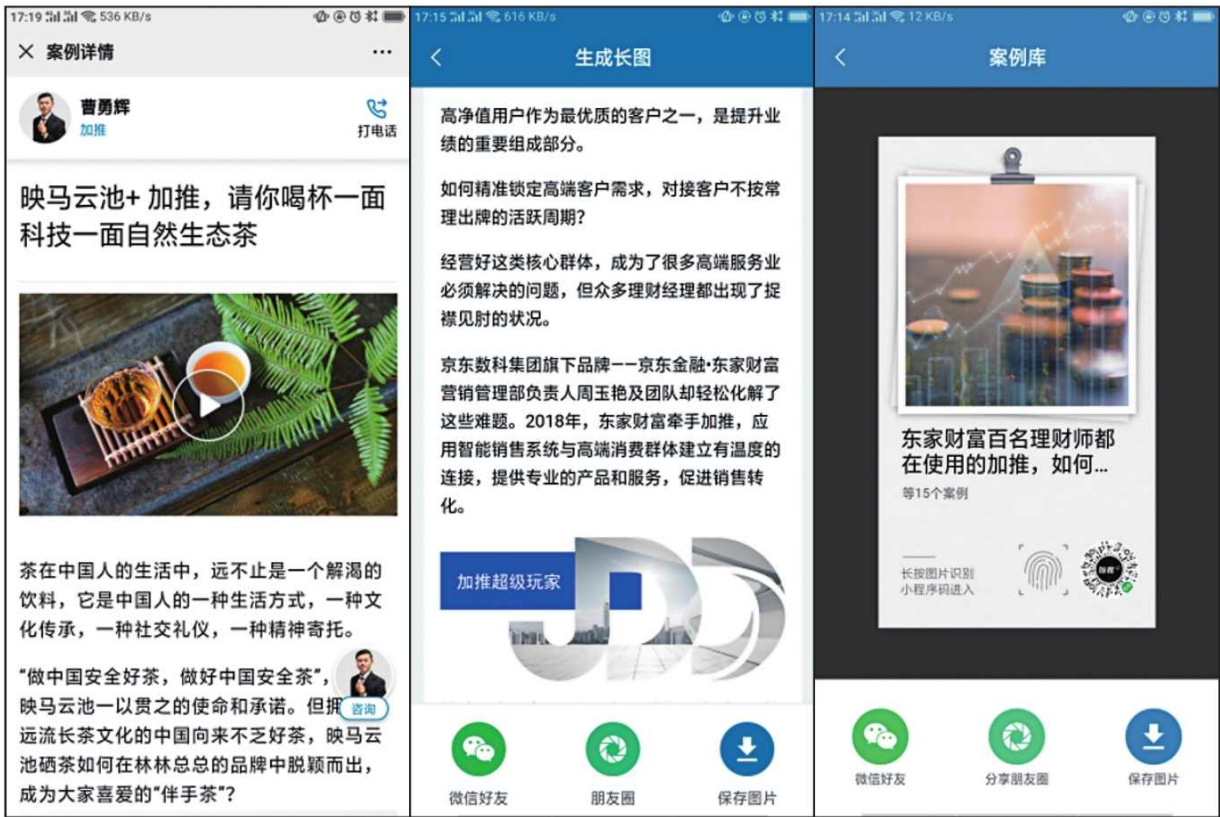 17:19 536 KB/s
案例详情
曹勇辉
加推
打电话
映马云池+ 加推，请你喝杯一面
科技一面自然生态茶
茶在中国人的生活中，远不止是一个解渴的
饮料，它是中国人的一种生活方式，一种文
化传承，一种社交礼仪，一种精神寄托。
“做中国安全好茶，做好中国安全茶”，
映马云池一以贯之的使命和承诺。但拥
咨询
远流长茶文化的中国向来不乏好茶，映马云
池硒茶如何在林林总总的品牌中脱颖而出，
成为大家喜爱的“伴手茶”？
17:15 616 KB/s
生成长图
高净值用户作为最优质的客户之一，是提升业
绩的重要组成部分。
如何精准锁定高端客户需求，对接客户不按常
理出牌的活跃周期？
经营好这类核心群体，成为了很多高端服务业
必须解决的问题，但众多理财经理都出现了捉
襟见肘的状况。
京东数科集团旗下品牌——京东金融·东家财富
营销管理部负责人周玉艳及团队却轻松化解了
这些难题。2018年，东家财富牵手加推，应
用智能销售系统与高端消费群体建立有温度的
连接，提供专业的产品和服务，促进销售转
化。
加推超级玩家
JDD
微信好友
朋友圈
保存图片
17:14 12 KB/s
案例库
东家财富百名理财师都
在使用的加推，如何...
等15个案例
长按图片识别
小程序码进入
微信好友
分享朋友圈
保存图片